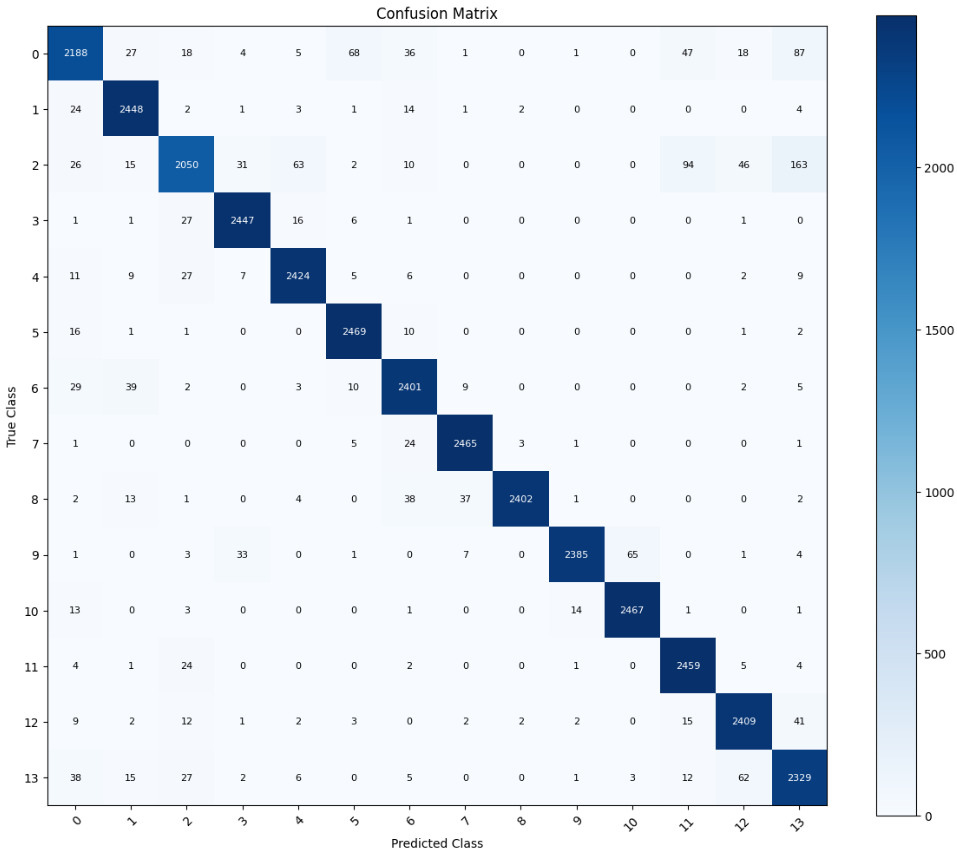 Confusion Matrix
0 2188 27 18 4 5 68 36 1 0 1 0 47 18 87
1 24 2448 2 1 3 1 14 1 2 0 0 0 0 4
2 26 15 2050 31 63 2 10 0 0 0 0 94 46 163
3 1 1 27 2447 16 6 1 0 0 0 0 0 1 0
4 11 9 27 7 2424 5 6 0 0 0 0 0 2 9
5 16 1 1 0 0 2469 10 0 0 0 0 0 1 2
6 29 39 2 0 3 10 2401 9 0 0 0 0 2 5
7 1 0 0 0 0 5 24 2465 3 1 0 0 0 1
8 2 13 1 0 4 0 38 37 2402 1 0 0 0 2
9 1 0 3 33 0 1 0 7 0 2385 65 0 1 4
10 13 0 3 0 0 0 1 0 0 14 2467 1 0 1
11 4 1 24 0 0 0 2 0 0 1 0 2459 5 4
12 9 2 12 1 2 3 0 2 2 2 0 15 2409 41
13 38 15 27 2 6 0 5 0 0 1 3 12 62 2329
0 1 2 3 4 5 6 7 8 9 10 11 12 13
Predicted Class
True Class
2000
1500
1000
500
0